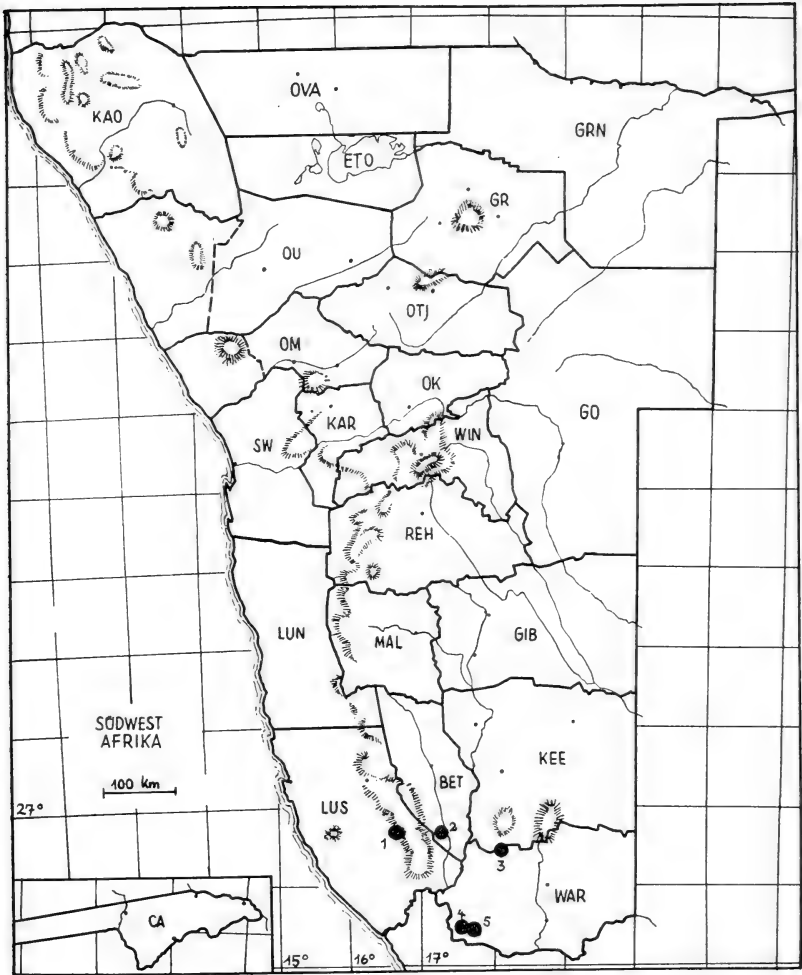 KAO
OVA
ETO
GRN
GR
OU
OTJ
OM
OK
GO
KAR
SW
WIN
REH
LUN
MAL
GIB
SÜDWEST
AFRIKA
100 km
BET
KEE
27°
LUS
1
2
3
WAR
4
5
CA
15°
16°
17°